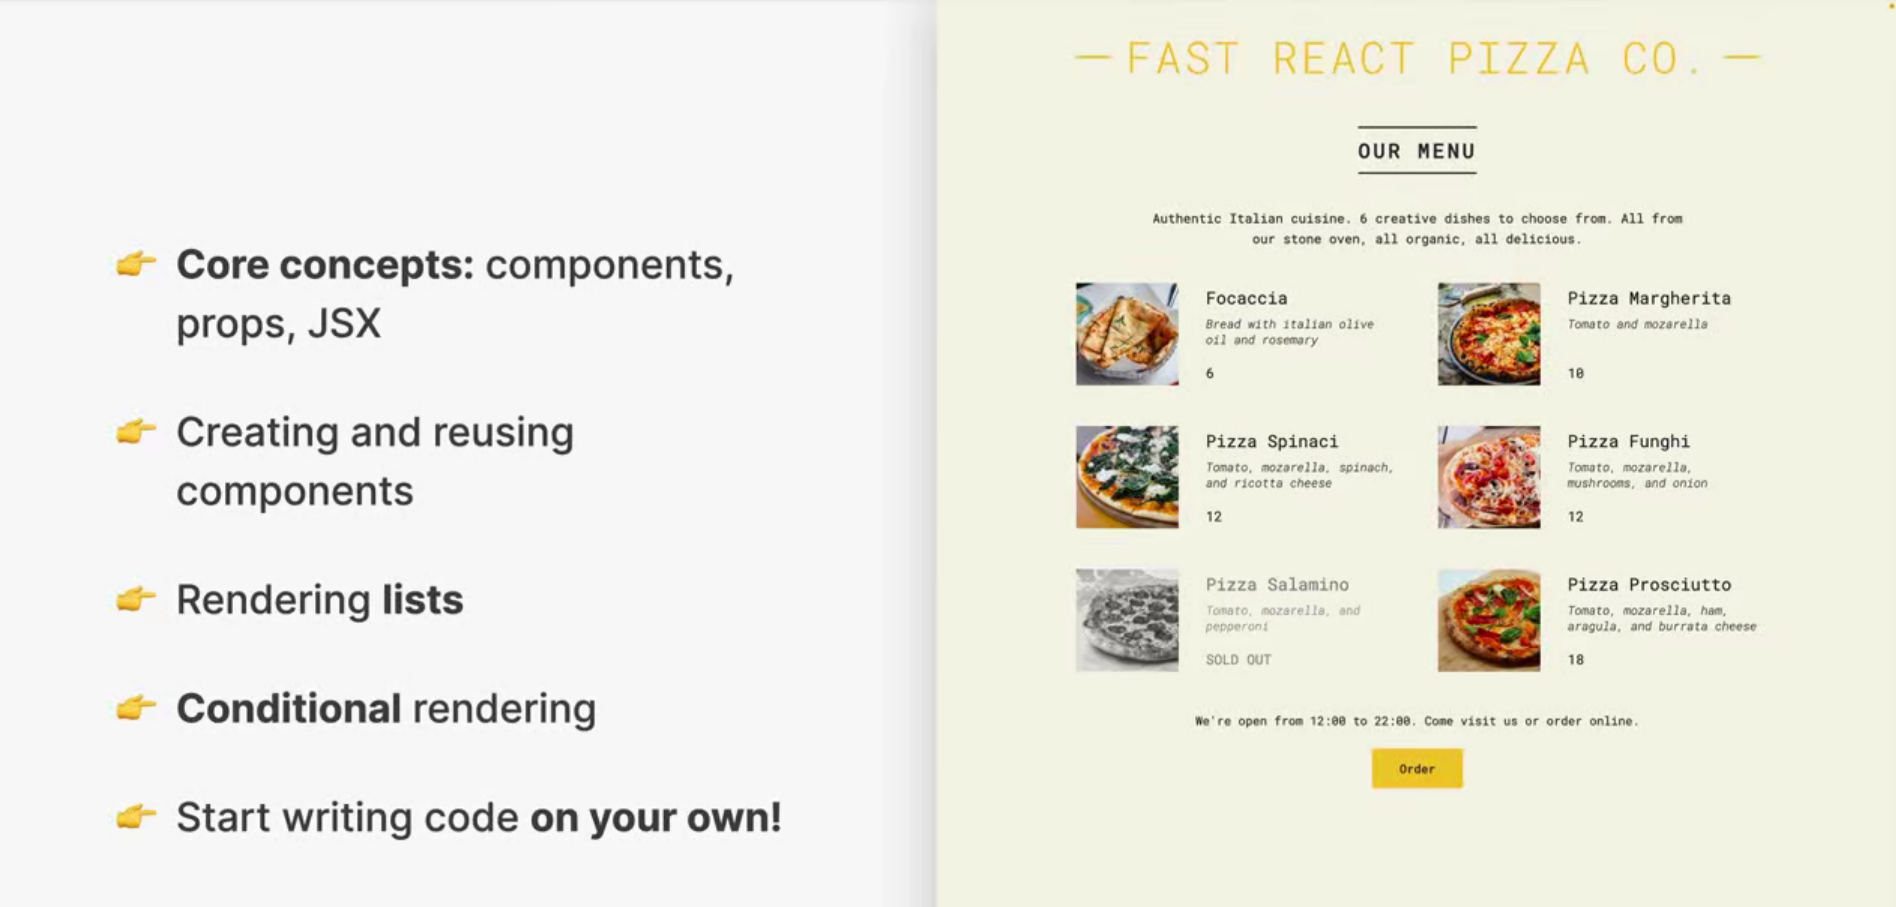 Core concepts: components,
props, JSX
Creating and reusing
components
Rendering lists
Conditional rendering
Start writing code on your own!
— FAST REACT PIZZA CO. —
OUR MENU
Authentic Italian cuisine. 6 creative dishes to choose from. All from
our stone oven, all organic, all delicious.
Focaccia
Bread with italian olive
oil and rosemary
6
Pizza Margherita
Tomato and mozarella
10
Pizza Spinaci
Tomato, mozarella, spinach,
and ricotta cheese
12
Pizza Funghi
Tomato, mozarella,
mushrooms, and onion
12
Pizza Salamino
Tomato, mozarella, and
pepperoni
SOLD OUT
Pizza Prosciutto
Tomato, mozarella, ham,
aragula, and burrata cheese
18
We're open from 12:00 to 22:00. Come visit us or order online.
Order